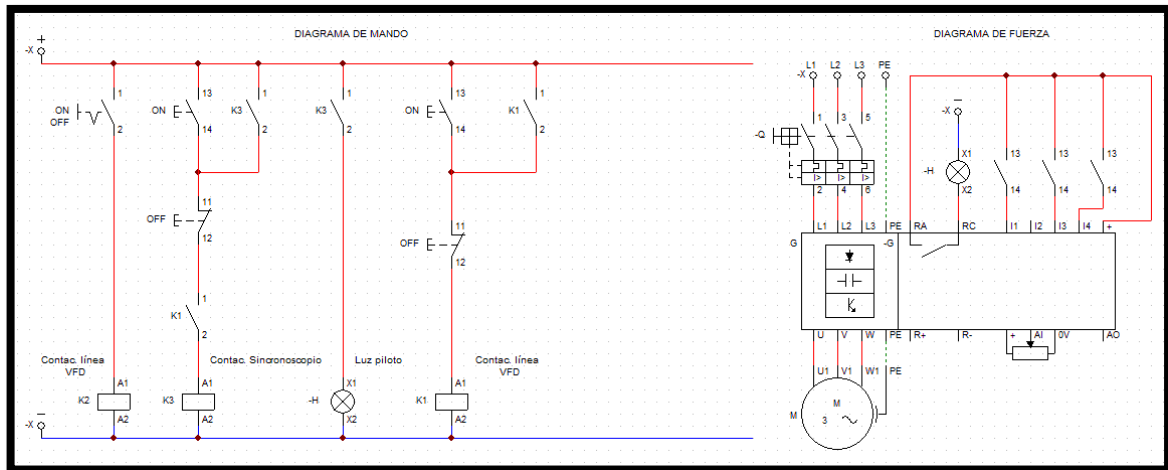 DIAGRAMA DE MANDO
DIAGRAMA DE FUERZA
+
-X
L1 L2 L3 PE
-X
1 13 1 1 13 1
ON OFF
ON
K3
K3
ON
K1
2 14 2 2 14 2
1 3 5
-Q
I> I> I>
2 4 6
-X
-H
X1
X2
13 13 13
14 14 14
11
OFF
12
11
OFF
12
L1 L2 L3 PE RA RC I1 I2 I3 I4 +
G -G
1
K1
2
U V W PE R+ R- + AI 0V AO
Contac. línea VFD
Contac. Sincronoscopio
Luz piloto
Contac. línea VFD
U1 V1 W1 PE
A1 A1 X1 A1
K2 K3 -H K1
A2 A2 X2 A2
M
M
3
-X